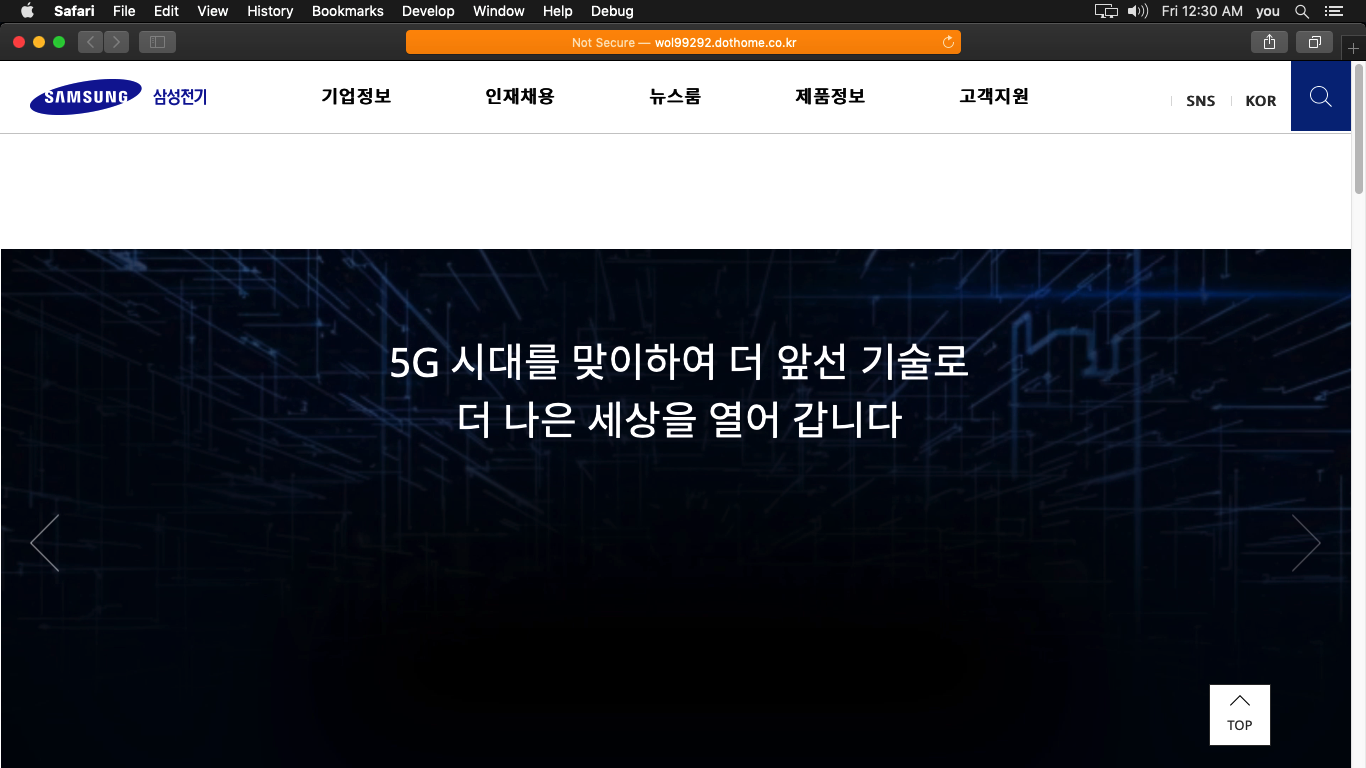 Safari File Edit View History Bookmarks Develop Window Help Debug Fri 12:30 AM you
Not Secure — wol99292.dothome.co.kr
SAMSUNG 삼성전기 기업정보 인재채용 뉴스룸 제품정보 고객지원 SNS KOR
5G 시대를 맞이하여 더 앞선 기술로
더 나은 세상을 열어 갑니다
TOP